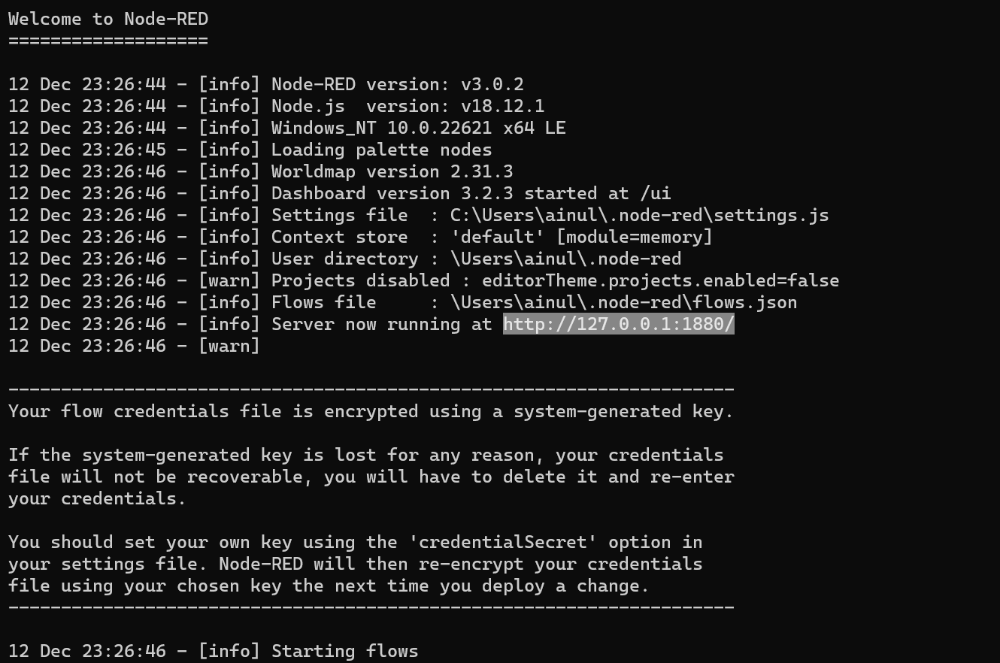 Welcome to Node-RED
===================
12 Dec 23:26:44 - [info] Node-RED version: v3.0.2
12 Dec 23:26:44 - [info] Node.js  version: v18.12.1
12 Dec 23:26:44 - [info] Windows_NT 10.0.22621 x64 LE
12 Dec 23:26:45 - [info] Loading palette nodes
12 Dec 23:26:46 - [info] Worldmap version 2.31.3
12 Dec 23:26:46 - [info] Dashboard version 3.2.3 started at /ui
12 Dec 23:26:46 - [info] Settings file  : C:\Users\ainul\.node-red\settings.js
12 Dec 23:26:46 - [info] Context store  : 'default' [module=memory]
12 Dec 23:26:46 - [info] User directory : \Users\ainul\.node-red
12 Dec 23:26:46 - [warn] Projects disabled : editorTheme.projects.enabled=false
12 Dec 23:26:46 - [info] Flows file     : \Users\ainul\.node-red\flows.json
12 Dec 23:26:46 - [info] Server now running at http://127.0.0.1:1880/
12 Dec 23:26:46 - [warn]
---------------------------------------------------------------------
Your flow credentials file is encrypted using a system-generated key.
If the system-generated key is lost for any reason, your credentials
file will not be recoverable, you will have to delete it and re-enter
your credentials.
You should set your own key using the 'credentialSecret' option in
your settings file. Node-RED will then re-encrypt your credentials
file using your chosen key the next time you deploy a change.
---------------------------------------------------------------------
12 Dec 23:26:46 - [info] Starting flows